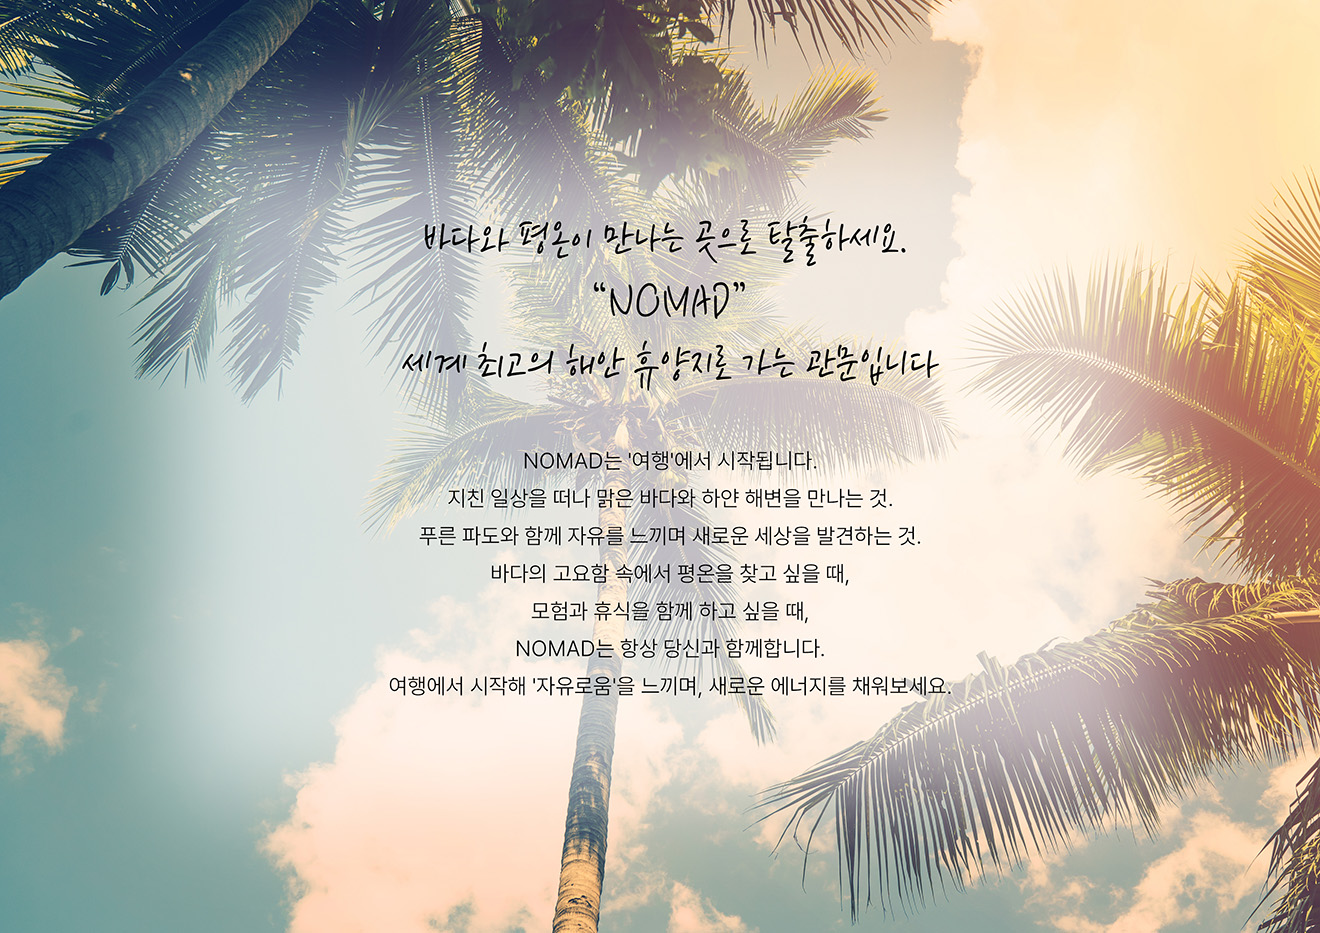 바다와 평온이 만나는 곳으로 탈출하세요.
“NOMAD”
세계 최고의 해안 휴양지로 가는 관문입니다
NOMAD는 '여행'에서 시작됩니다.
지친 일상을 떠나 맑은 바다와 하얀 해변을 만나는 것.
푸른 파도와 함께 자유를 느끼며 새로운 세상을 발견하는 것.
바다의 고요함 속에서 평온을 찾고 싶을 때,
모험과 휴식을 함께 하고 싶을 때,
NOMAD는 항상 당신과 함께합니다.
여행에서 시작해 '자유로움'을 느끼며, 새로운 에너지를 채워보세요.